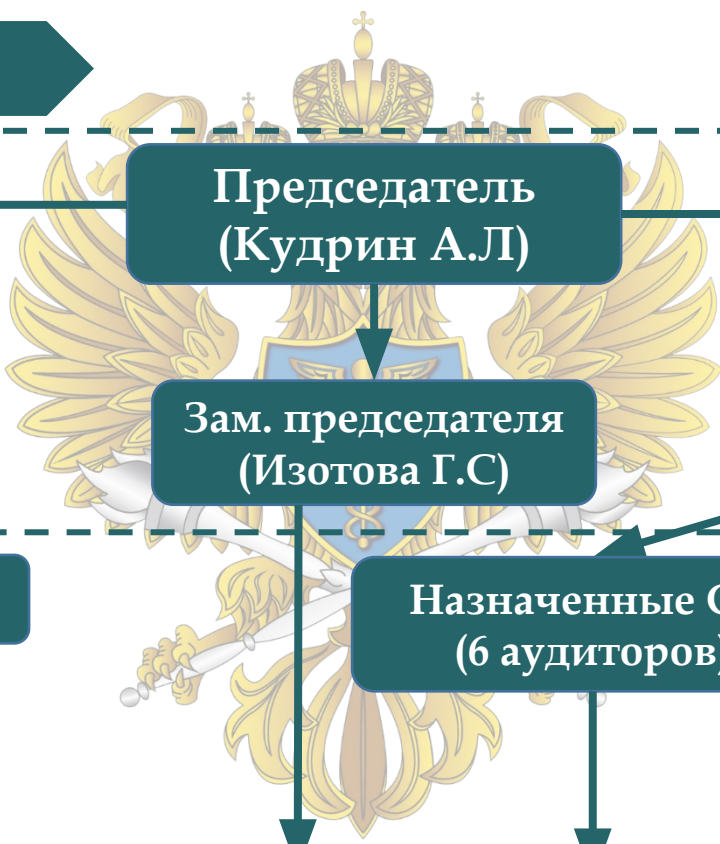 Председатель
(Кудрин А.Л)
Зам. председателя
(Изотова Г.С)
Назначенные
(6 аудиторов)